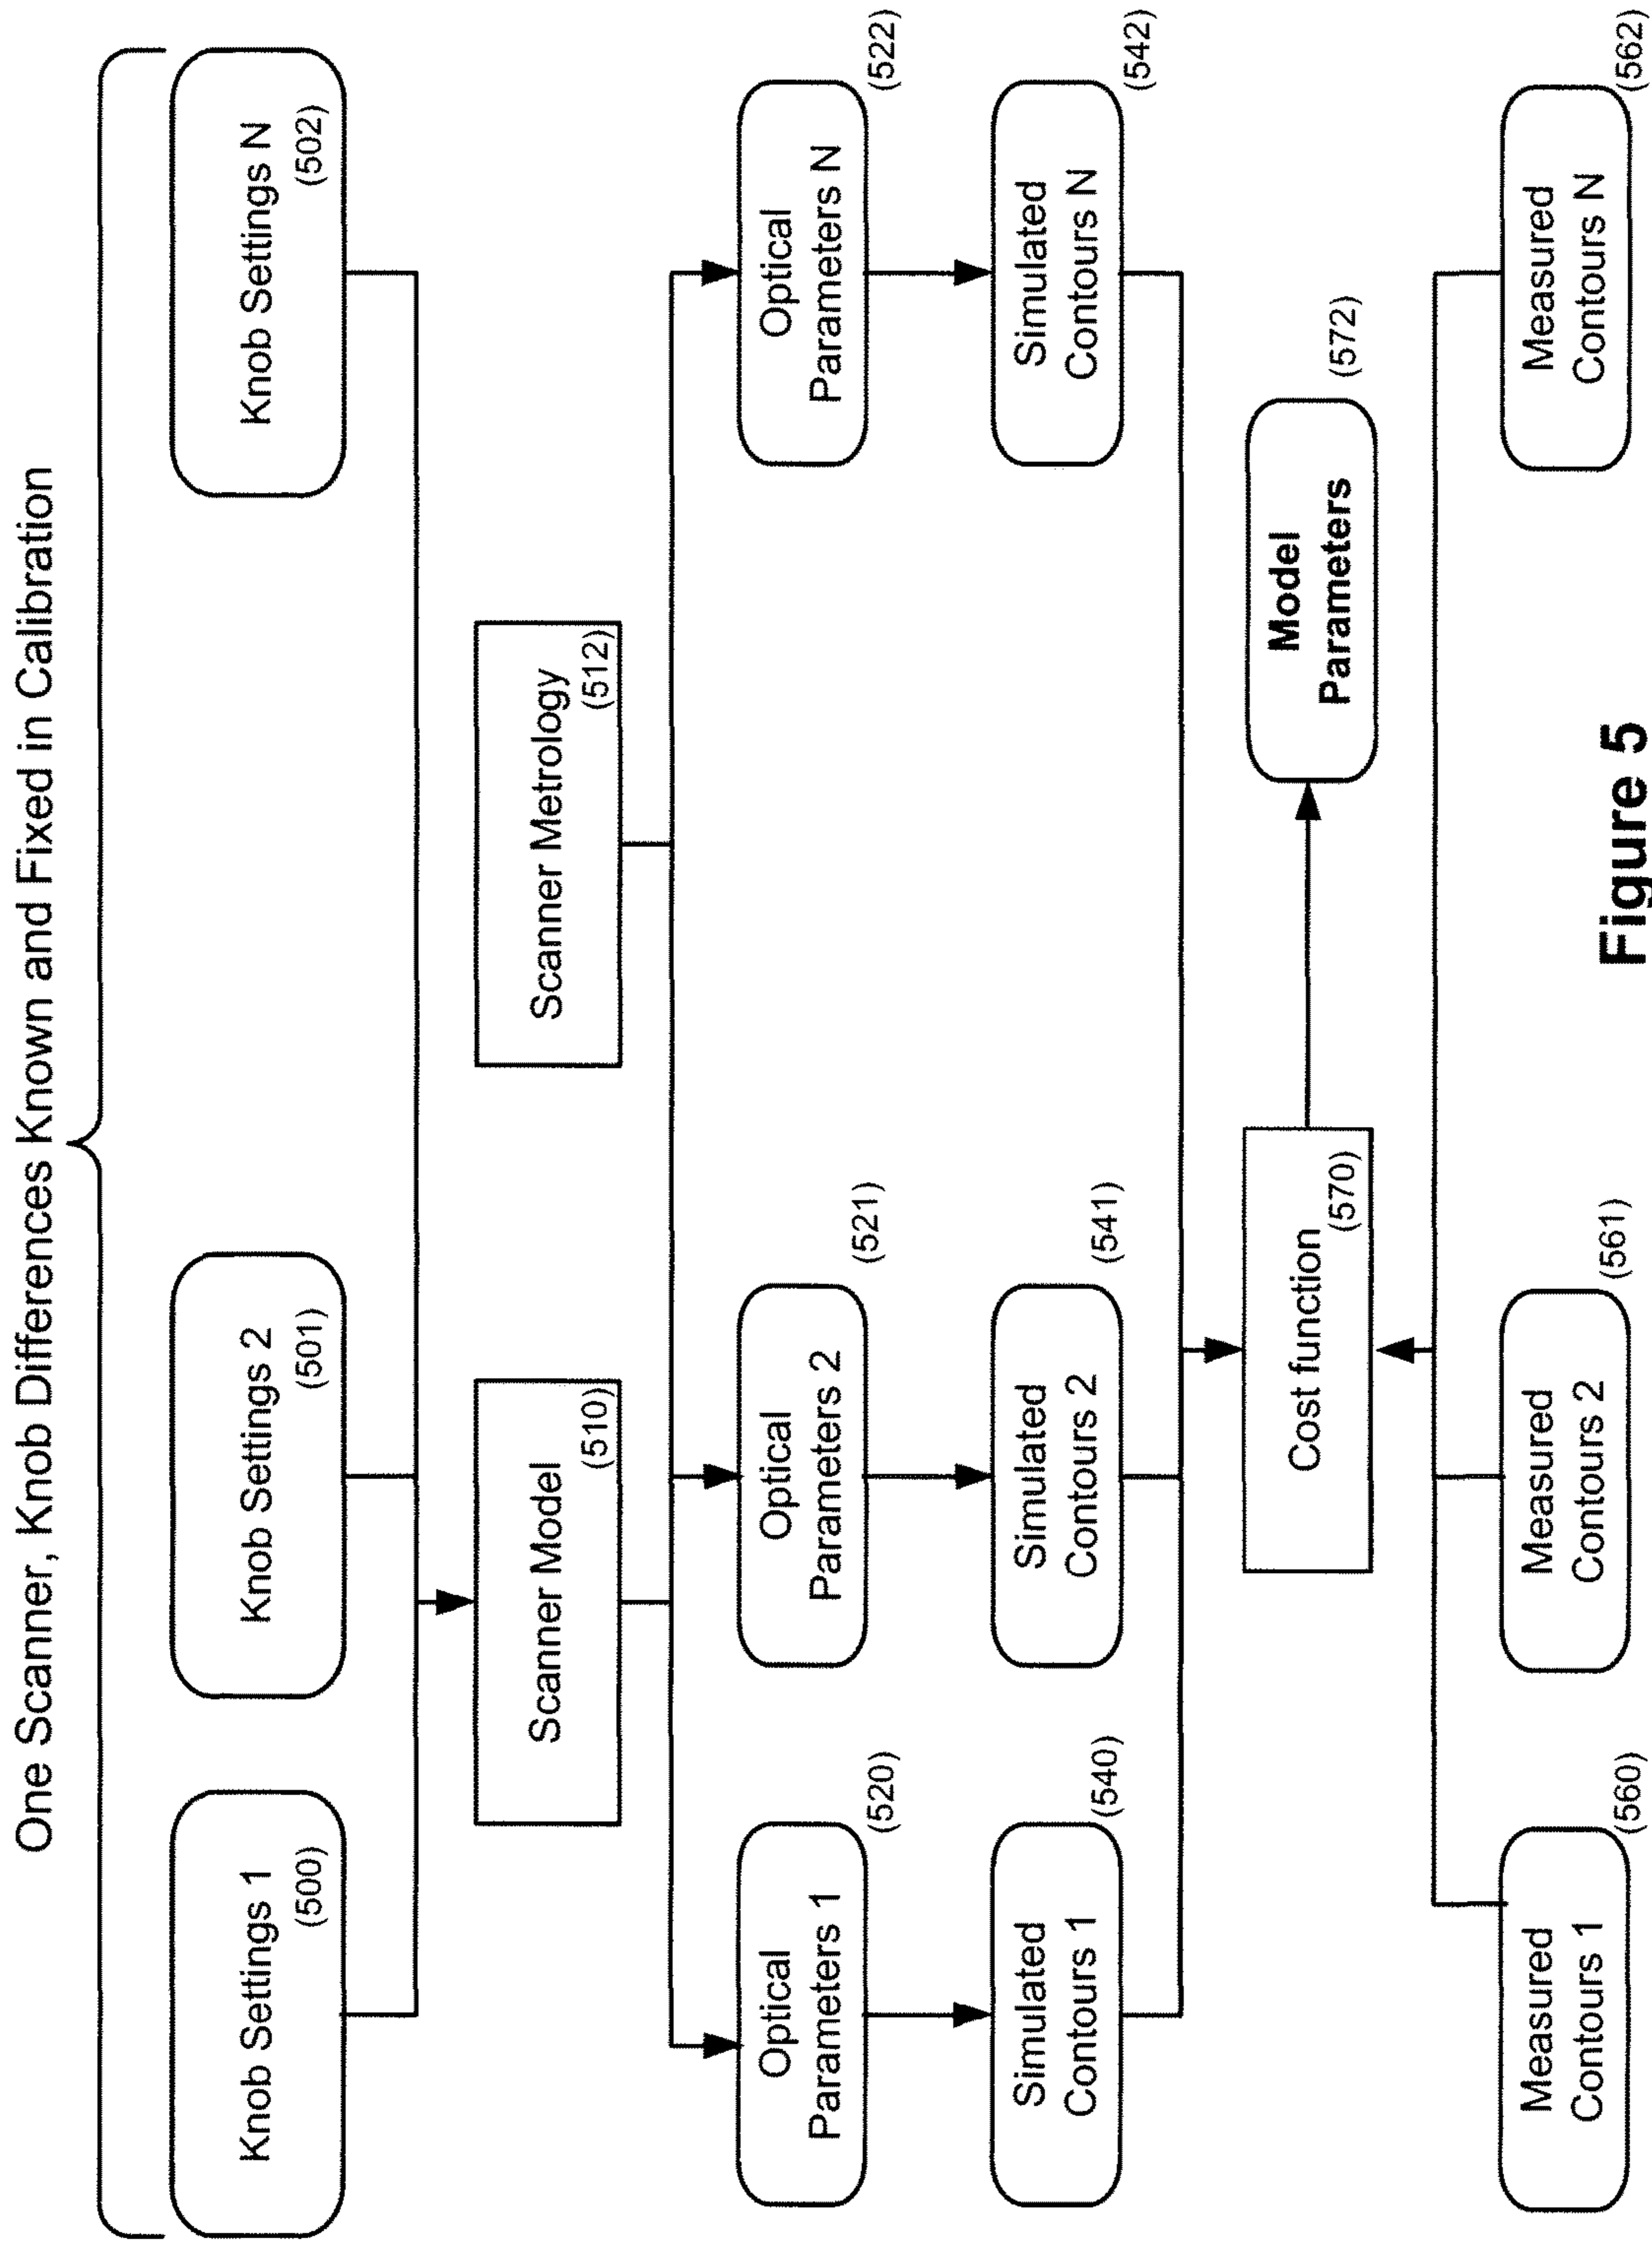 One Scanner, Knob Differences Known and Fixed in Calibration
Knob Settings 1
(500)
Knob Settings 2
(501)
Knob Settings N
(502)
Scanner Model
(510)
Scanner Metrology
(512)
Optical
Parameters 1
(520)
Optical
Parameters 2
(521)
Optical
Parameters N
(522)
Simulated
Contours 1
(540)
Simulated
Contours 2
(541)
Simulated
Contours N
(542)
Cost function
(570)
Model
Parameters
(572)
Measured
Contours 1
(560)
Measured
Contours 2
(561)
Measured
Contours N
(562)
Figure 5